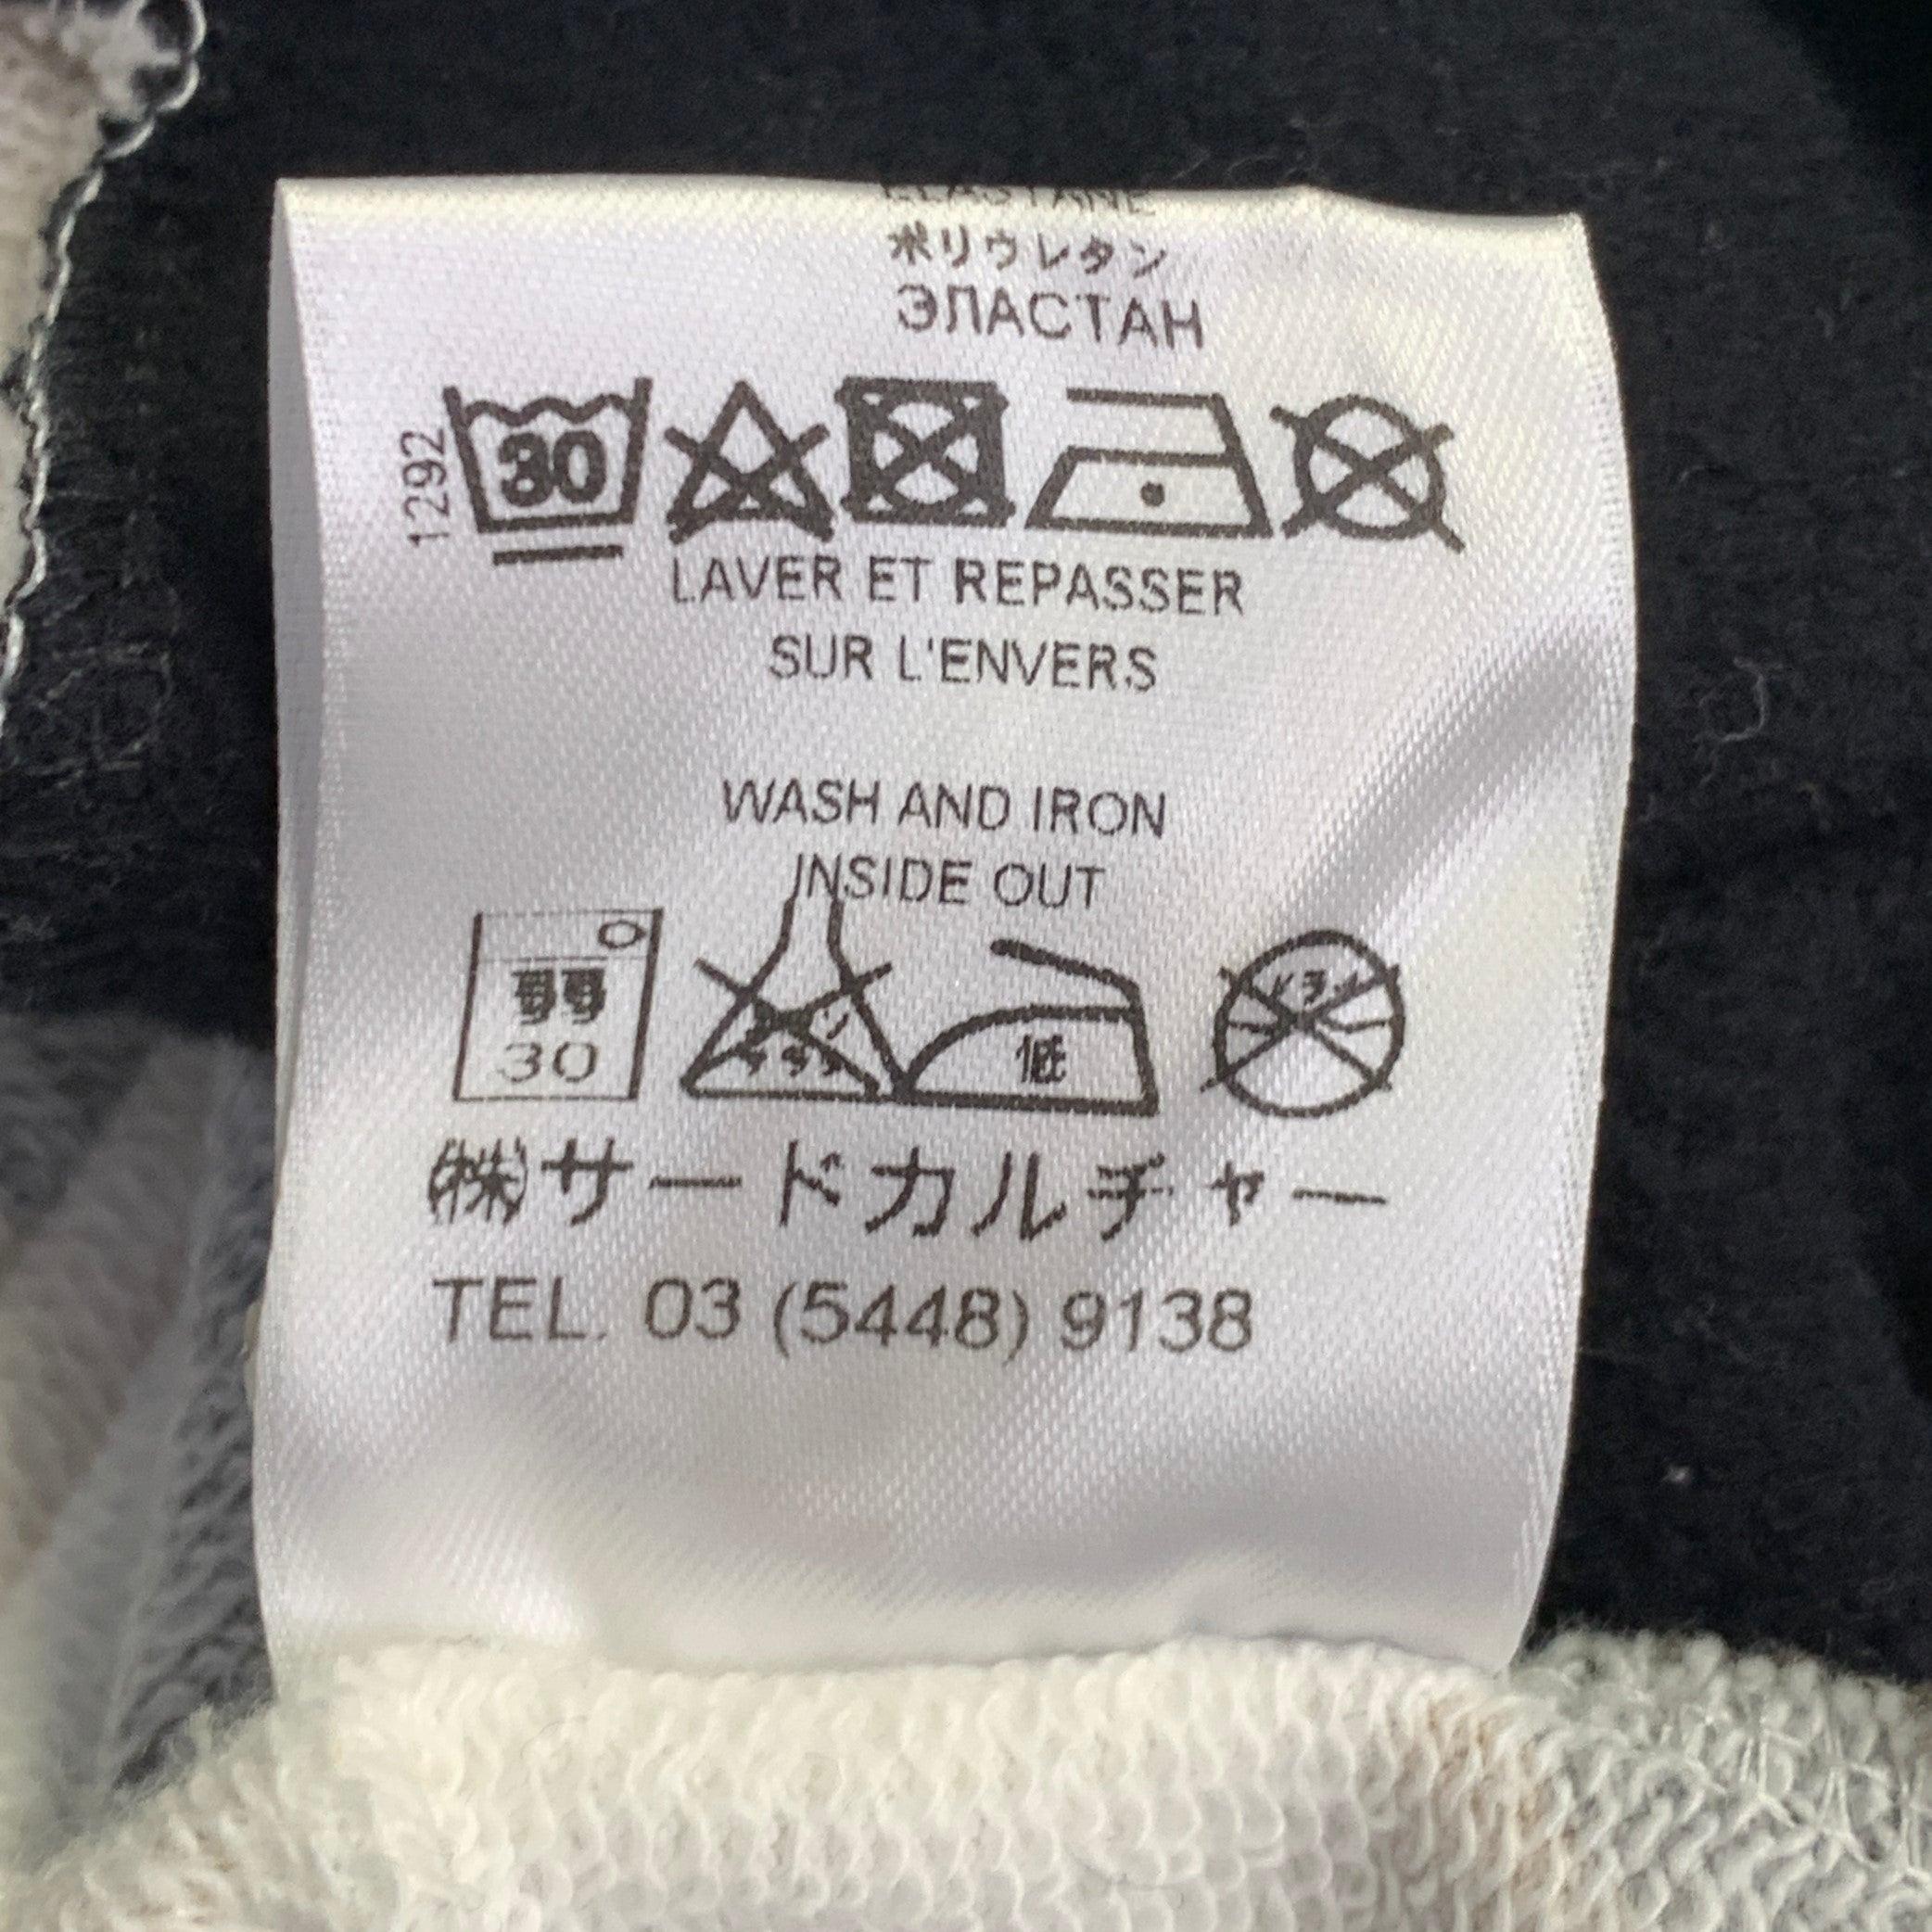 ELASTANE
ポリウレタン
ЭЛАСТАН
1292
30
LAVER ET REPASSER
SUR L'ENVERS
WASH AND IRON
INSIDE OUT
30
低
(株)サードカルチャー
TEL. 03 (5448) 9138